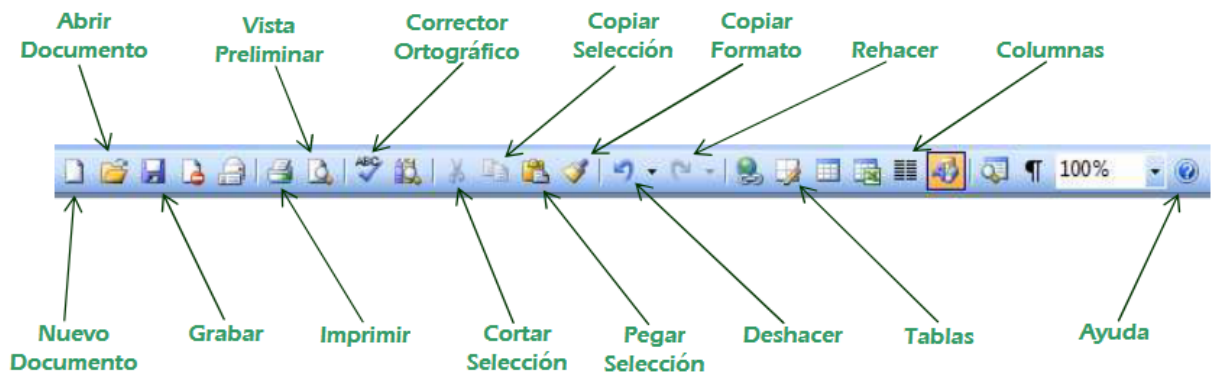 Abrir
Documento
Vista
Preliminar
Corrector
Ortográfico
Copiar
Selección
Copiar
Formato
Rehacer
Columnas
ABC
¶
100%
?
Nuevo
Documento
Grabar
Imprimir
Cortar
Selección
Pegar
Selección
Deshacer
Tablas
Ayuda